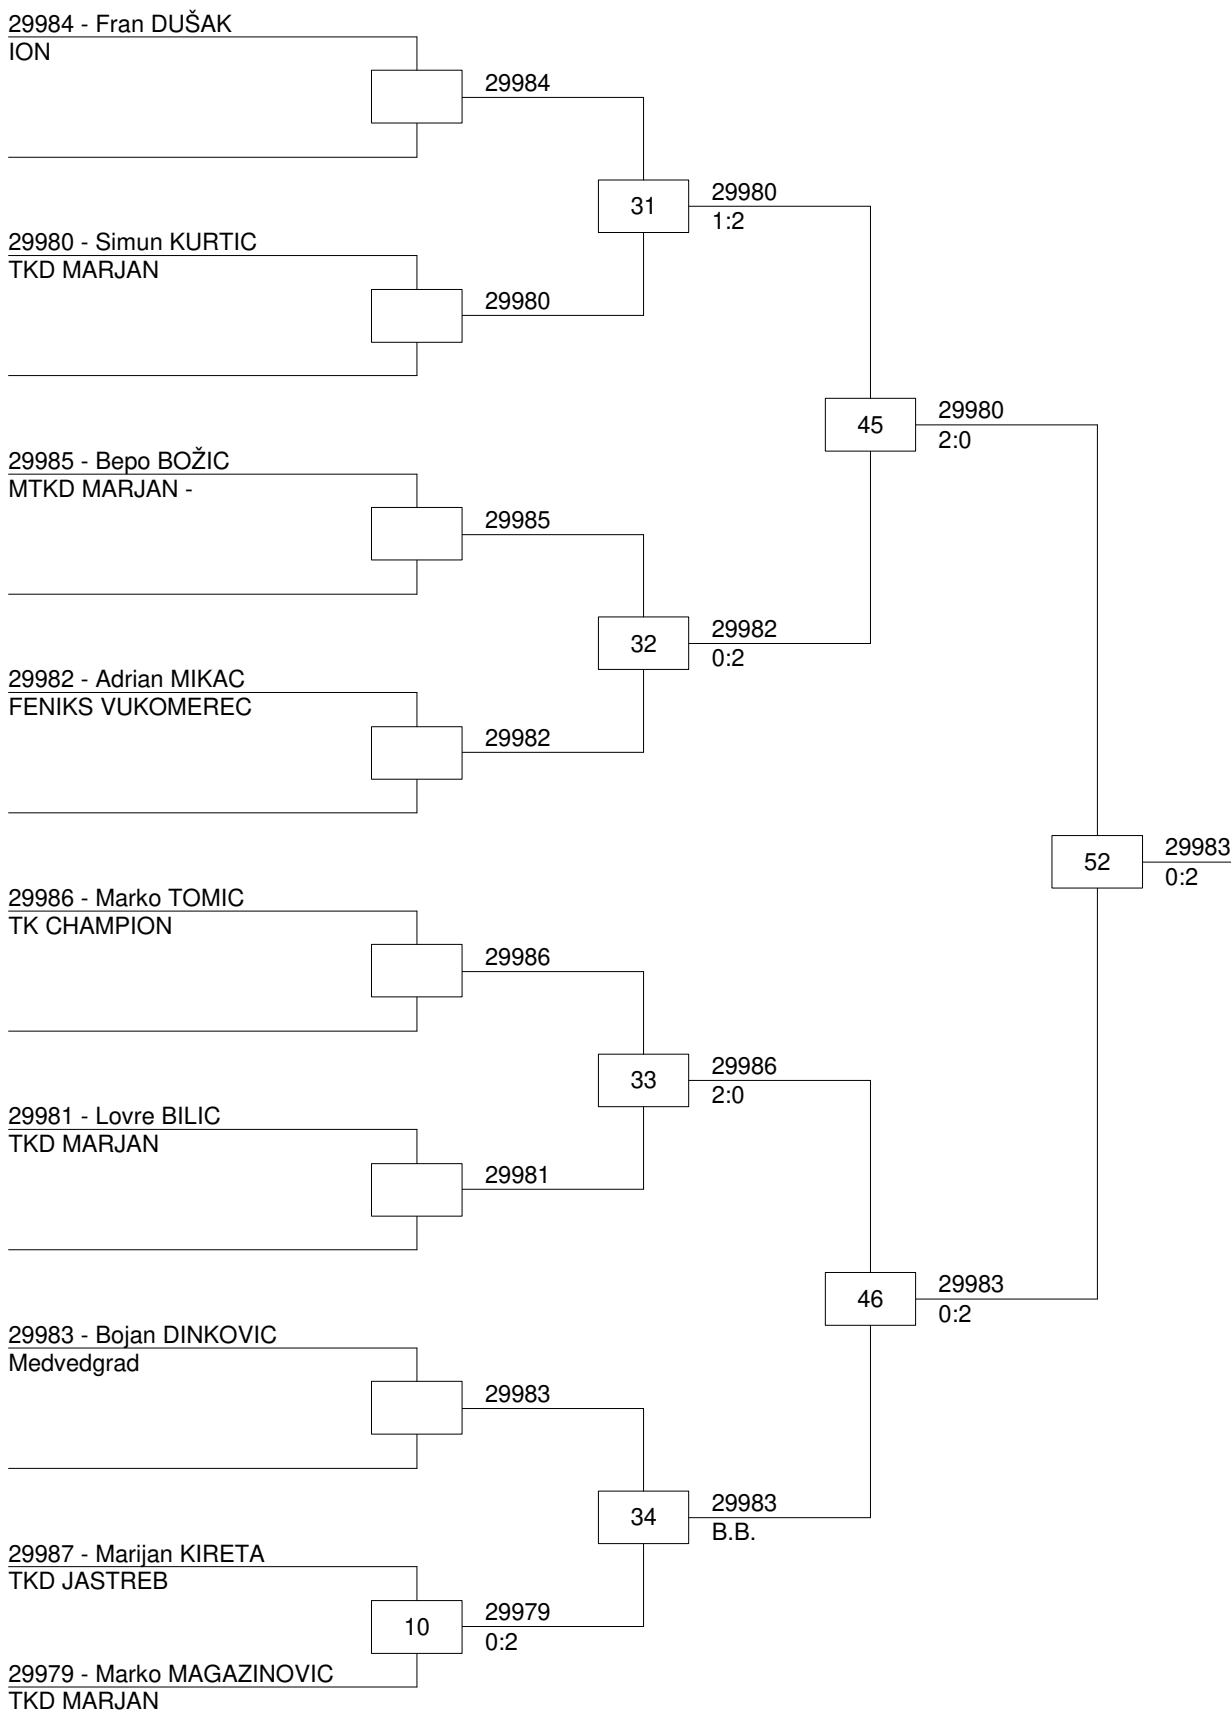 29984 - Fran DUŠAK
ION
29984
31
29980
1:2
29980 - Simun KURTIC
TKD MARJAN
29980
45
29980
2:0
29985 - Bepo BOŽIC
MTKD MARJAN -
29985
32
29982
0:2
29982 - Adrian MIKAC
FENIKS VUKOMEREC
29982
52
29983
0:2
29986 - Marko TOMIC
TK CHAMPION
29986
33
29986
2:0
29981 - Lovre BILIC
TKD MARJAN
29981
46
29983
0:2
29983 - Bojan DINKOVIC
Medvedgrad
29983
34
29983
B.B.
29987 - Marijan KIRETA
TKD JASTREB
10
29979
0:2
29979 - Marko MAGAZINOVIC
TKD MARJAN